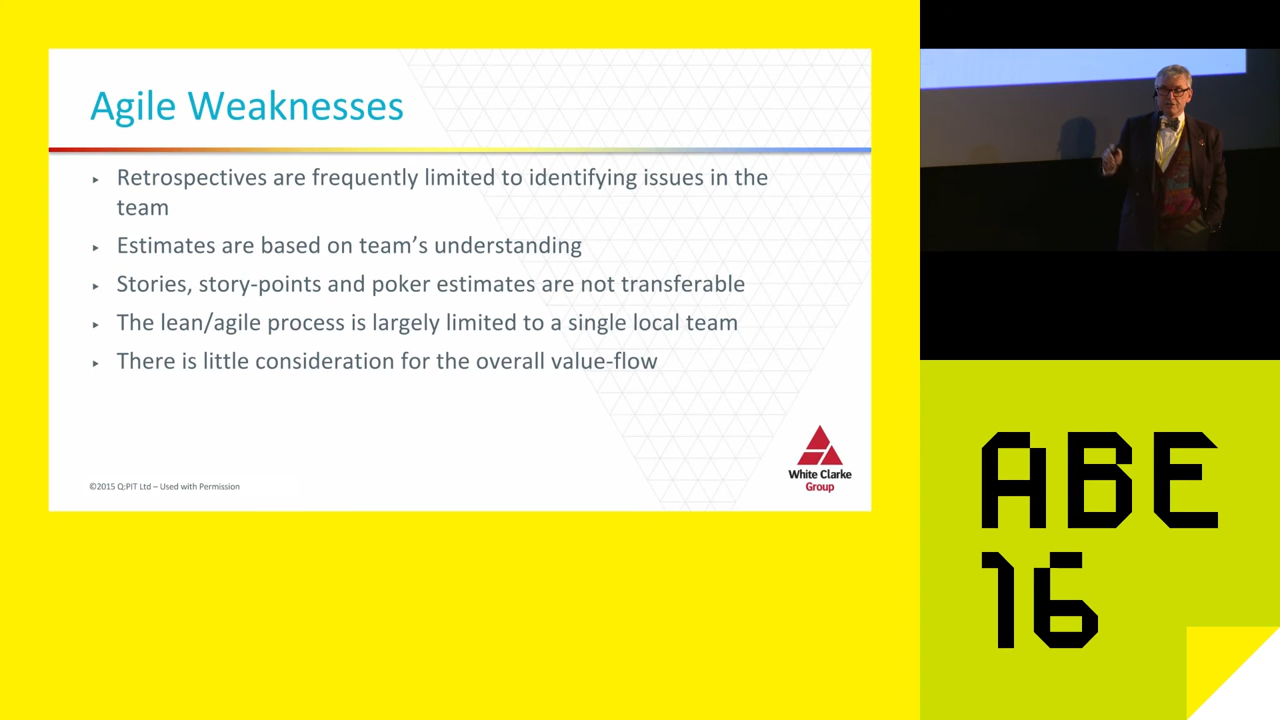 Agile Weaknesses
▸ Retrospectives are frequently limited to identifying issues in the
team
▸ Estimates are based on team's understanding
▸ Stories, story-points and poker estimates are not transferable
▸ The lean/agile process is largely limited to a single local team
▸ There is little consideration for the overall value-flow
White Clarke
Group
©2015 Q:PIT Ltd – Used with Permission
ABE
16